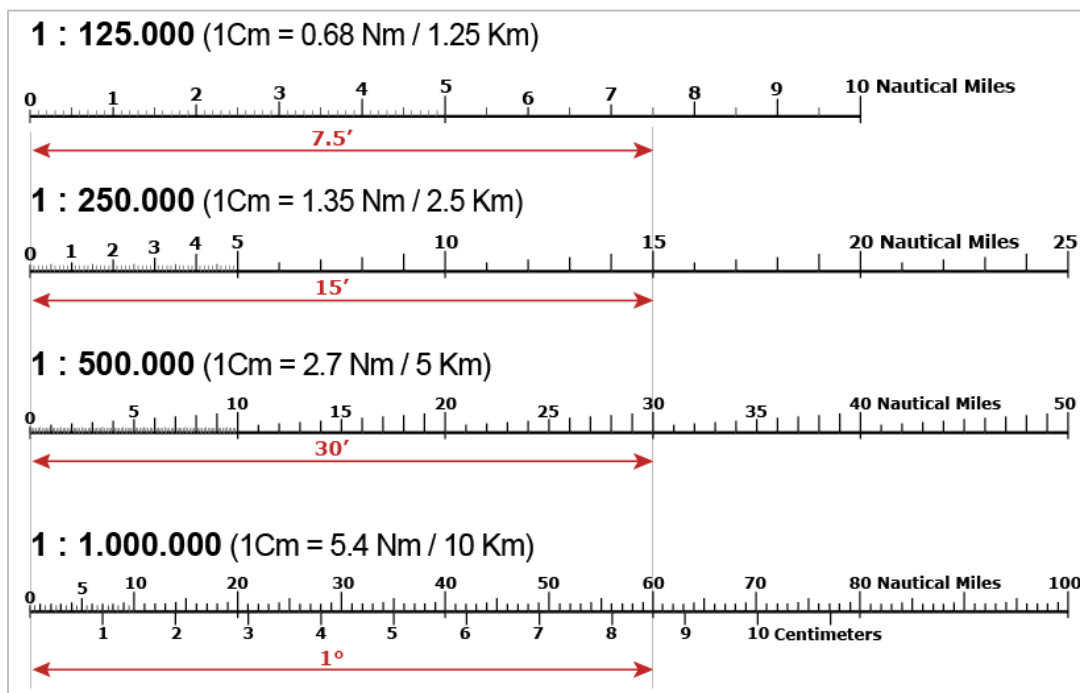 1 : 125.000 (1Cm = 0.68 Nm / 1.25 Km)
0 1 2 3 4 5 6 7 8 9 10 Nautical Miles
7.5′
1 : 250.000 (1Cm = 1.35 Nm / 2.5 Km)
0 1 2 3 4 5 10 15 20 Nautical Miles 25
15′
1 : 500.000 (1Cm = 2.7 Nm / 5 Km)
0 5 10 15 20 25 30 35 40 Nautical Miles 50
30′
1 : 1.000.000 (1Cm = 5.4 Nm / 10 Km)
0 5 10 20 30 40 50 60 70 80 Nautical Miles 100
1 2 3 4 5 6 7 8 9 10 Centimeters
1°